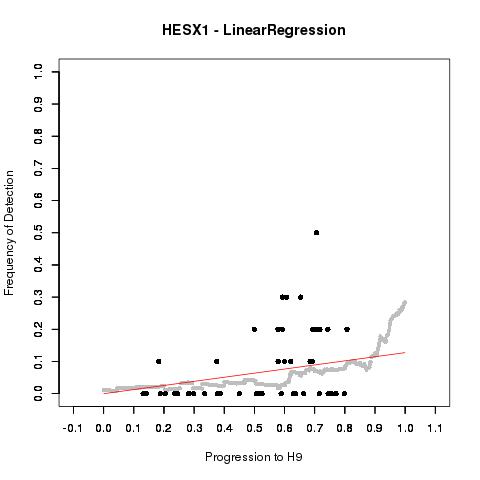 HESX1 - LinearRegression
Frequency of Detection
1.0
0.9
0.8
0.7
0.6
0.5
0.4
0.3
0.2
0.1
0.0
-0.1 0.0 0.1 0.2 0.3 0.4 0.5 0.6 0.7 0.8 0.9 1.0 1.1
Progression to H9